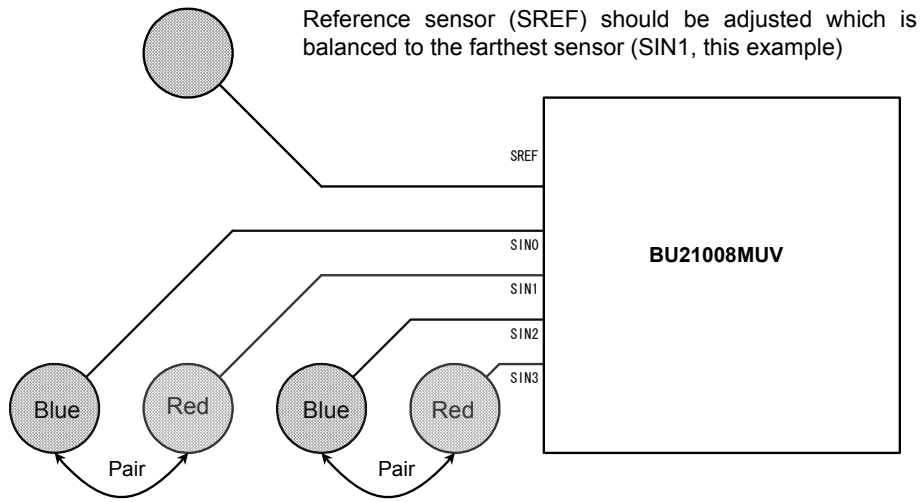 Reference sensor (SREF) should be adjusted which is
balanced to the farthest sensor (SIN1, this example)
SREF
SIN0
BU21008MUV
SIN1
SIN2
SIN3
Blue
Red
Blue
Red
Pair
Pair